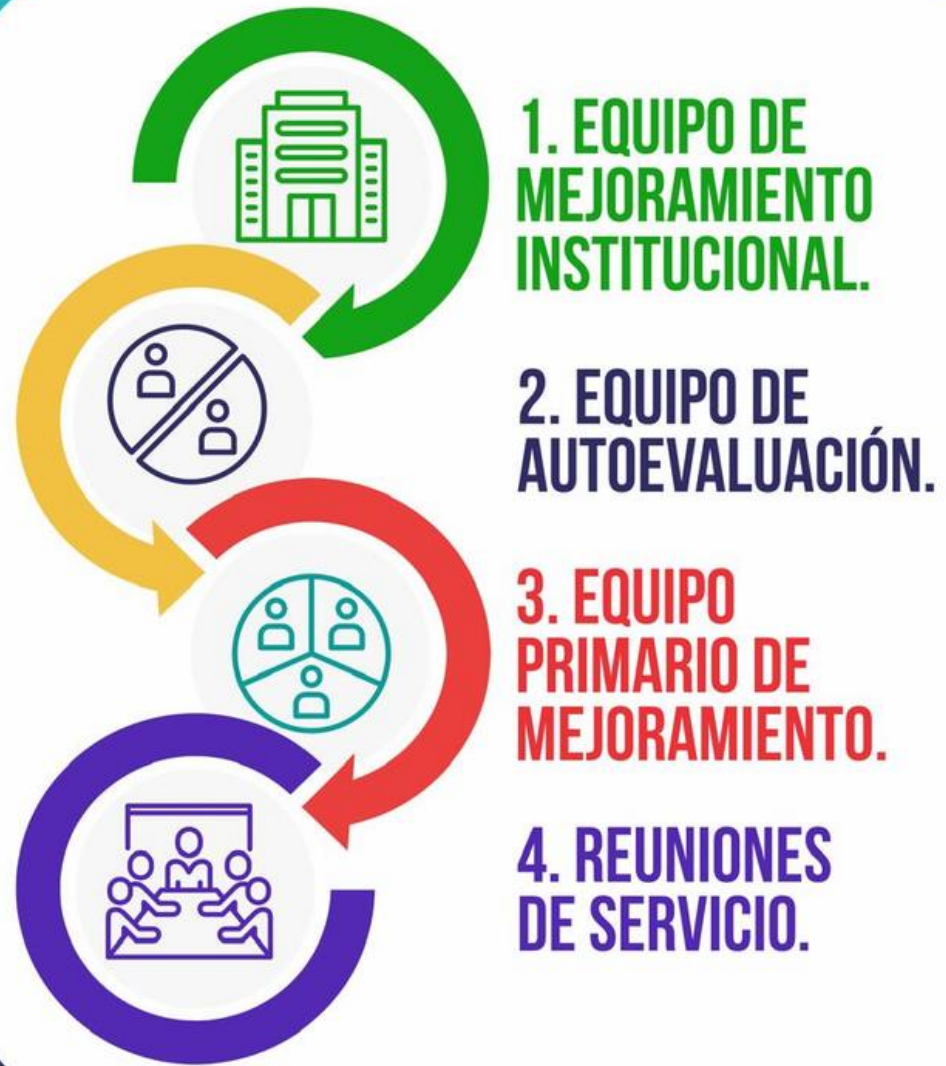 1. EQUIPO DE
MEJORAMIENTO
INSTITUCIONAL.
2. EQUIPO DE
AUTOEVALUACIÓN.
3. EQUIPO
PRIMARIO DE
MEJORAMIENTO.
4. REUNIONES
DE SERVICIO.